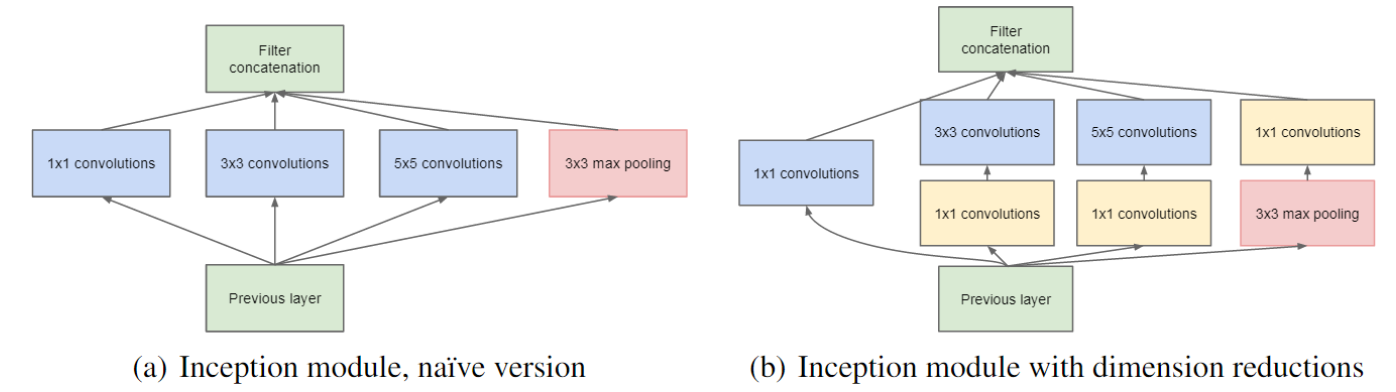 Filter
concatenation
1x1 convolutions
3x3 convolutions
5x5 convolutions
3x3 max pooling
Previous layer
(a) Inception module, naïve version
Filter
concatenation
3x3 convolutions
5x5 convolutions
1x1 convolutions
1x1 convolutions
1x1 convolutions
1x1 convolutions
3x3 max pooling
Previous layer
(b) Inception module with dimension reductions